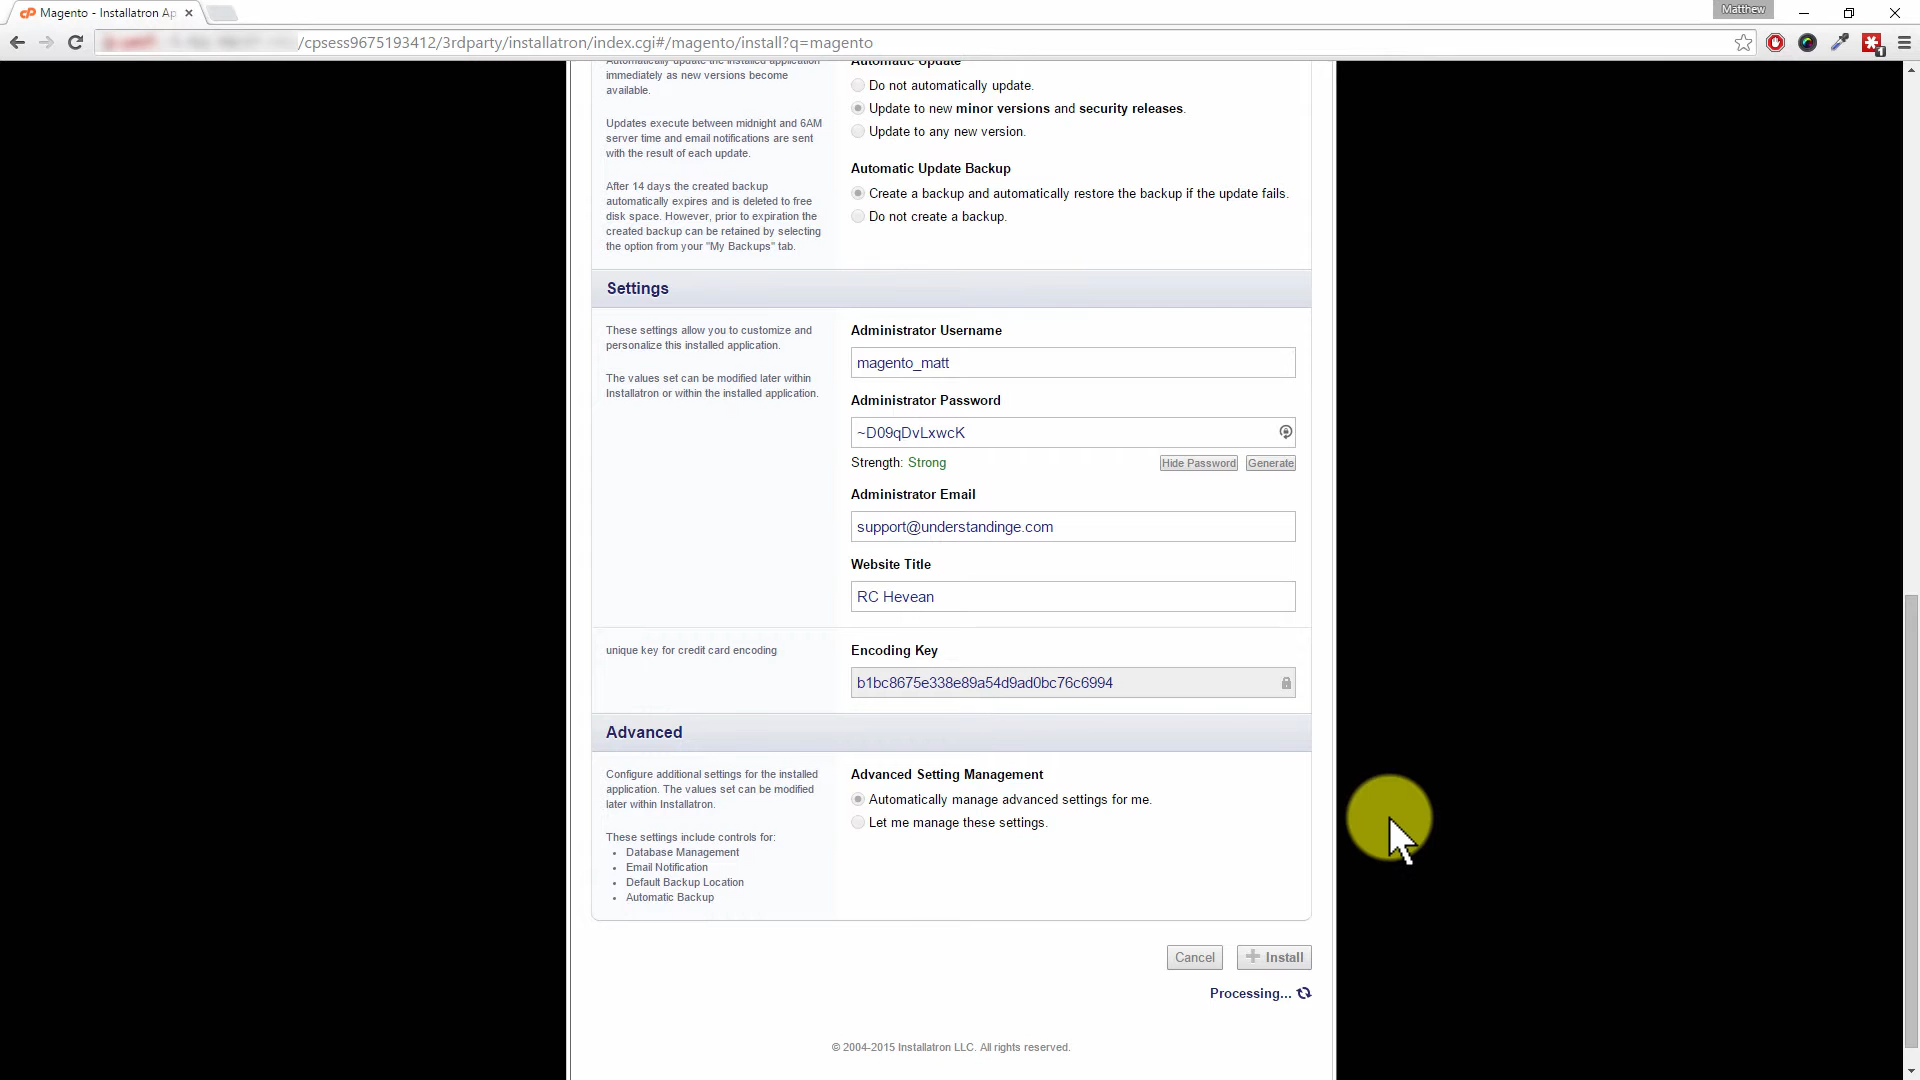 Magento - Installatron Ap
Matthew
/cpsess9675193412/3rdparty/installatron/index.cgi#/magento/install?q=magento
1
Automatically update the installed application
immediately as new versions become
available.
Updates execute between midnight and 6AM
server time and email notifications are sent
with the result of each update.
After 14 days the created backup
automatically expires and is deleted to free
disk space. However, prior to expiration the
created backup can be retained by selecting
the option from your "My Backups" tab.
Automatic Update
Do not automatically update.
Update to new minor versions and security releases.
Update to any new version.
Automatic Update Backup
Create a backup and automatically restore the backup if the update fails.
Do not create a backup.
Settings
These settings allow you to customize and
personalize this installed application.
The values set can be modified later within
Installatron or within the installed application.
Administrator Username
magento_matt
Administrator Password
~D09qDvLxwcK
Strength: Strong
Hide Password
Generate
Administrator Email
support@understandinge.com
Website Title
RC Hevean
unique key for credit card encoding
Encoding Key
b1bc8675e338e89a54d9ad0bc76c6994
Advanced
Configure additional settings for the installed
application. The values set can be modified
later within Installatron.
These settings include controls for:
Database Management
Email Notification
Default Backup Location
Automatic Backup
Advanced Setting Management
Automatically manage advanced settings for me.
Let me manage these settings.
Cancel
Install
Processing...
© 2004-2015 Installatron LLC. All rights reserved.